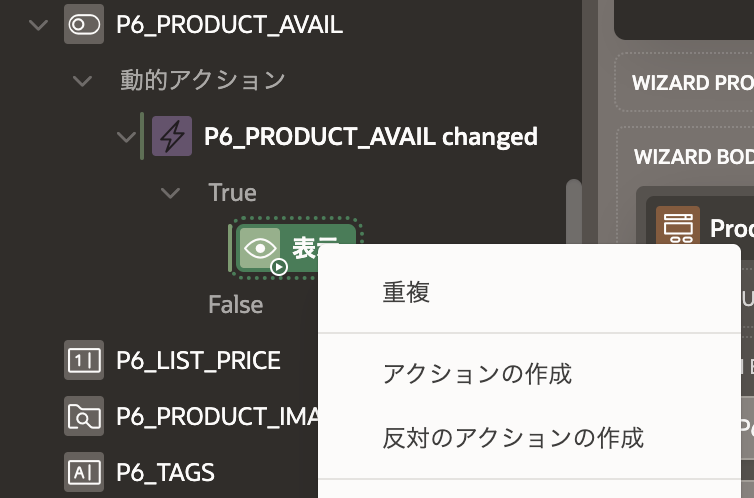 P6_PRODUCT_AVAIL
動的アクション
P6_PRODUCT_AVAIL changed
True
表示
False
P6_LIST_PRICE
P6_PRODUCT_IMA
P6_TAGS
重複
アクションの作成
反対のアクションの作成
WIZARD PRO
WIZARD BOD
Proc